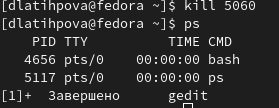 [dlatihpova@fedora ~]$ kill 5060
[dlatihpova@fedora ~]$ ps
PID TTY TIME CMD
4656 pts/0 00:00:00 bash
5117 pts/0 00:00:00 ps
[1]+ Завершено gedit